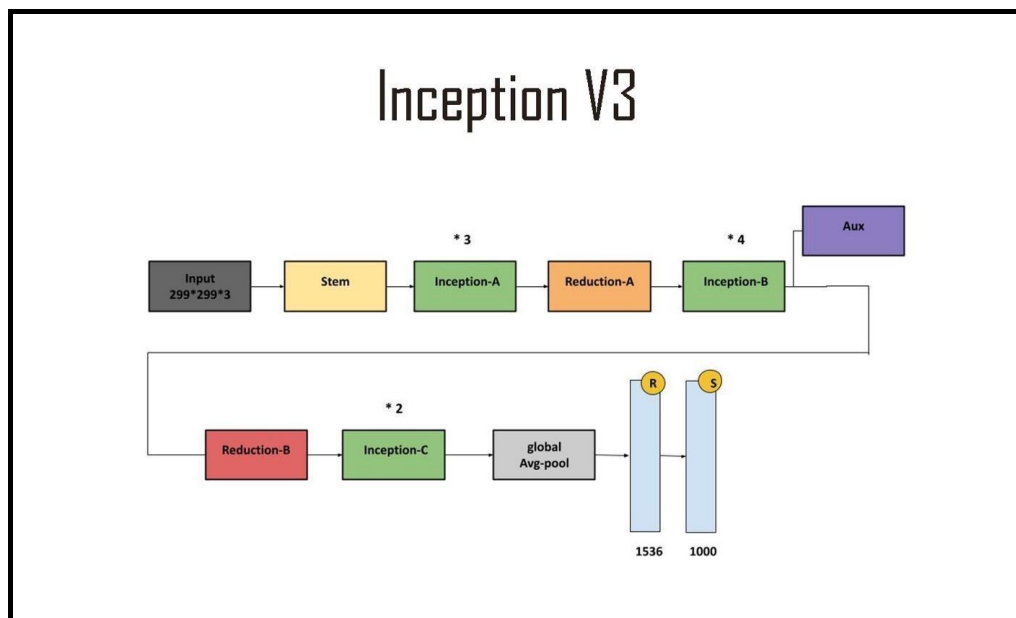 Inception V3
Aux
* 3
* 4
Input
299*299*3
Stem
Inception-A
Reduction-A
Inception-B
R
S
* 2
Reduction-B
Inception-C
global
Avg-pool
1536
1000